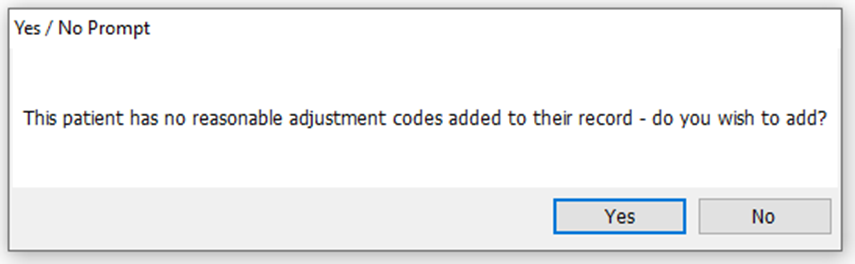 Yes / No Prompt
This patient has no reasonable adjustment codes added to their record - do you wish to add?
Yes
No